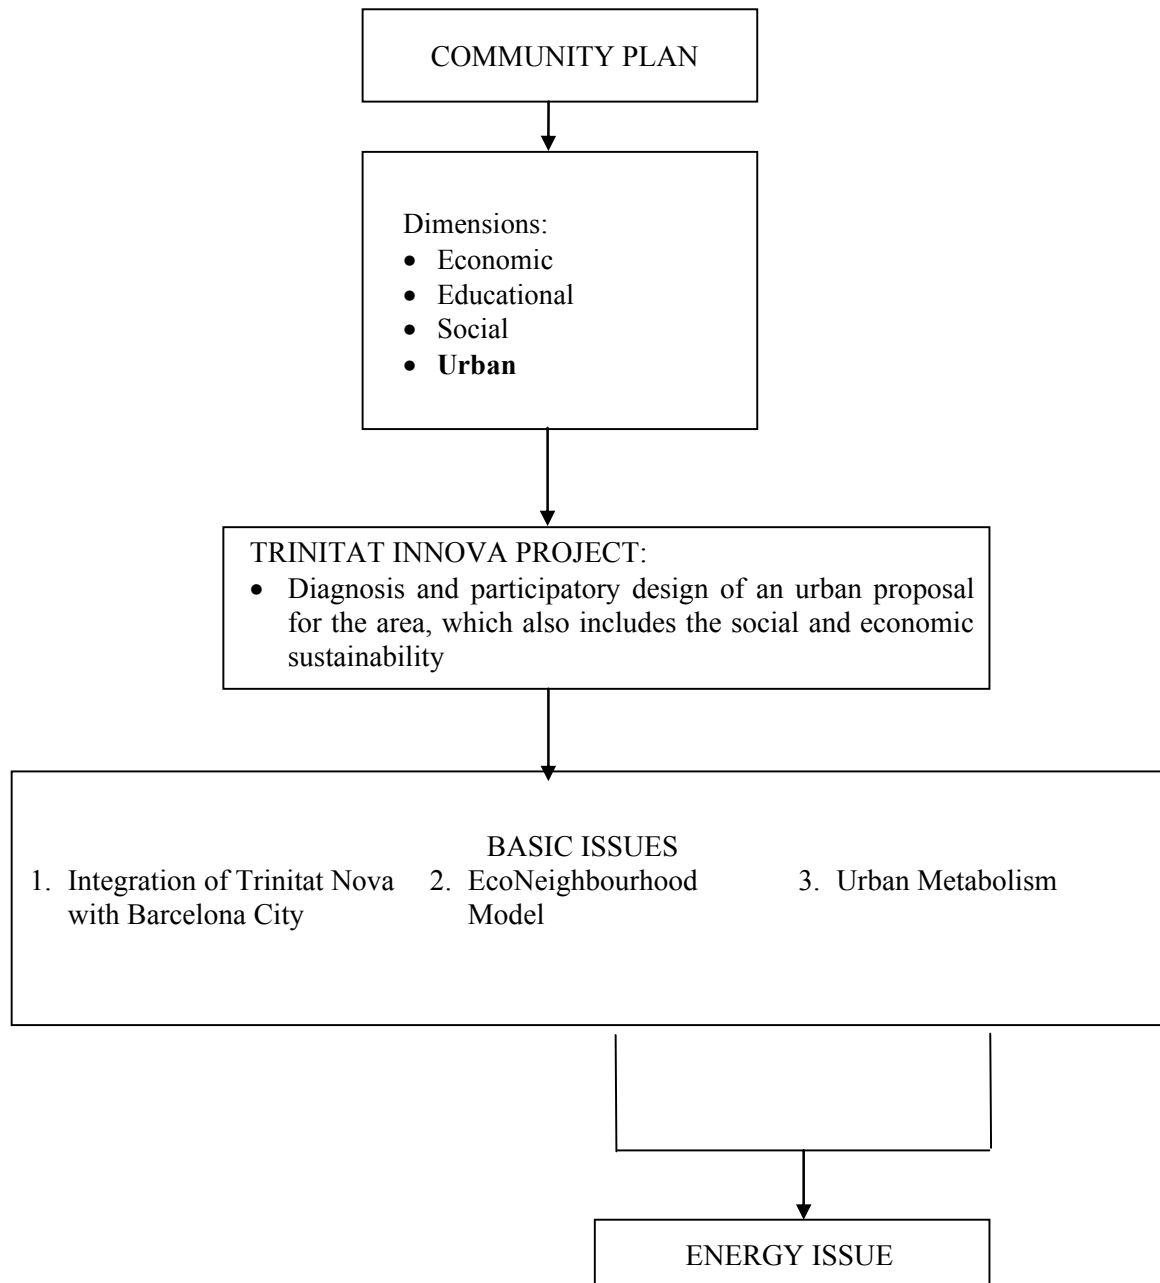 COMMUNITY PLAN
Dimensions:
• Economic
• Educational
• Social
• Urban
TRINITAT INNOVA PROJECT:
• Diagnosis and participatory design of an urban proposal
for the area, which also includes the social and economic
sustainability
BASIC ISSUES
1. Integration of Trinitat Nova
with Barcelona City
2. EcoNeighbourhood
Model
3. Urban Metabolism
ENERGY ISSUE